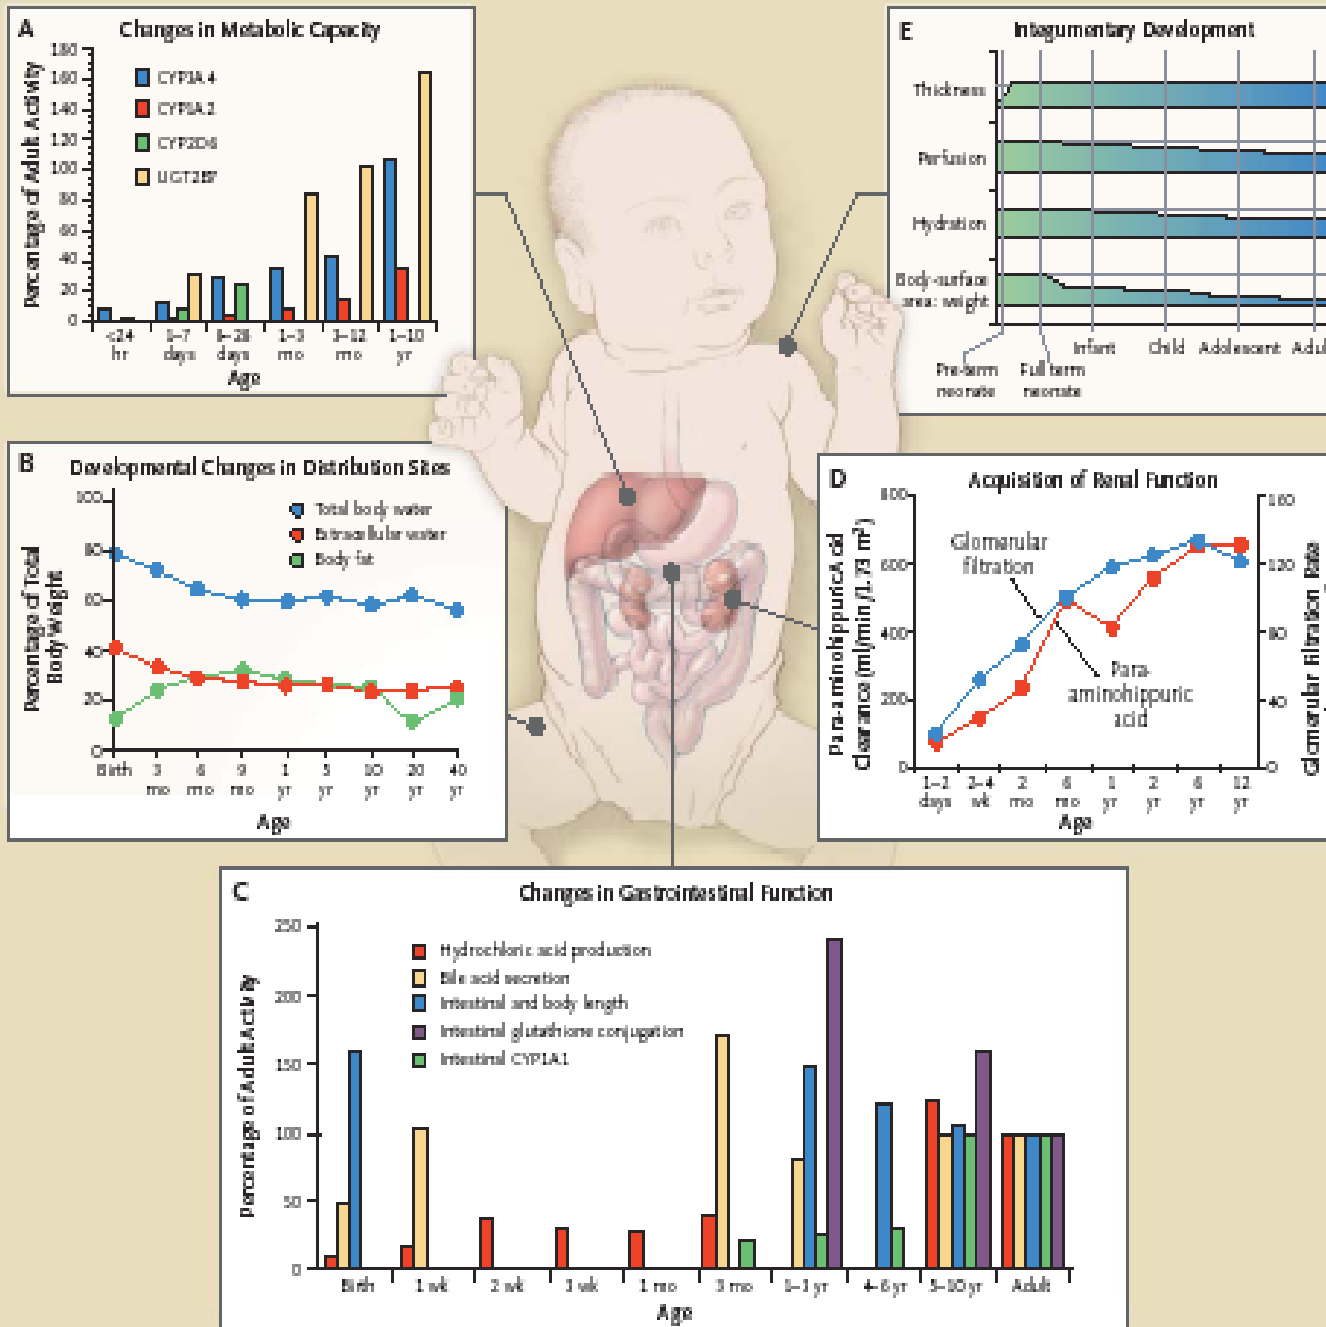 A
Changes in Metabolic Capacity
Percentage of Adult Activity
180
160
140
120
100
80
60
40
20
0
CYP3A4
CYP1A2
CYP2D6
UGT2B7
<24 hr
1–7 days
8–28 days
1–3 mo
3–12 mo
1–10 yr
Age
E
Integumentary Development
Thickness
Perfusion
Hydration
Body-surface
area: weight
Infant Child Adolescent
Pre-term
neonate
Full term
neonate
B
Developmental Changes in Distribution Sites
Percentage of Total
Body Weight
100
80
60
40
20
0
Total body water
Extracellular water
Body fat
Birth
3 mo
6 mo
9 mo
1 yr
5 yr
10 yr
20 yr
40 yr
Age
D
Acquisition of Renal Function
Para-aminohippuric Acid
Clearance (ml/min/1.73 m²)
800
600
400
200
0
Glomerular
filtration
Para-
aminohippuric
acid
160
120
80
40
0
Glomerular Filtration Rate
1–2 days
2–4 wk
2 mo
6 mo
1 yr
2 yr
6 yr
12 yr
Age
C
Changes in Gastrointestinal Function
Percentage of Adult Activity
250
200
150
100
50
0
Hydrochloric acid production
Bile acid secretion
Intestinal and body length
Intestinal glutathione conjugation
Intestinal CYP1A1
Birth 1 wk 2 wk 3 wk 1 mo 3 mo 1–3 yr 4–6 yr 5–10 yr Adult
Age